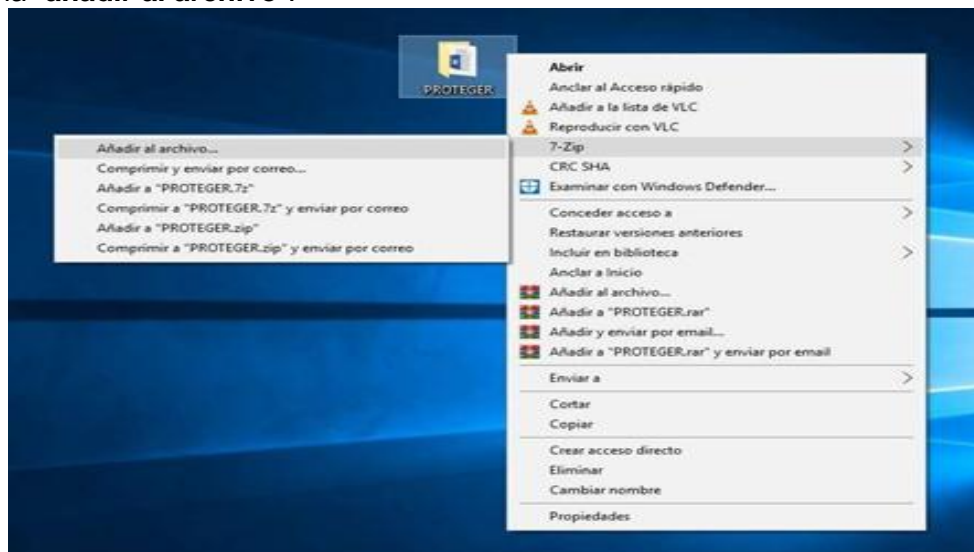 PROTEGER
Abrir
Anclar al Acceso rápido
Añadir a la lista de VLC
Reproducir con VLC
7-Zip
CRC SHA
Examinar con Windows Defender...
Conceder acceso a
Restaurar versiones anteriores
Incluir en biblioteca
Anclar a Inicio
Añadir al archivo...
Añadir a "PROTEGER.rar"
Añadir y enviar por email...
Añadir a "PROTEGER.rar" y enviar por email
Enviar a
Cortar
Copiar
Crear acceso directo
Eliminar
Cambiar nombre
Propiedades
Añadir al archivo...
Comprimir y enviar por correo...
Añadir a "PROTEGER.7z"
Comprimir a "PROTEGER.7z" y enviar por correo
Añadir a "PROTEGER.zip"
Comprimir a "PROTEGER.zip" y enviar por correo